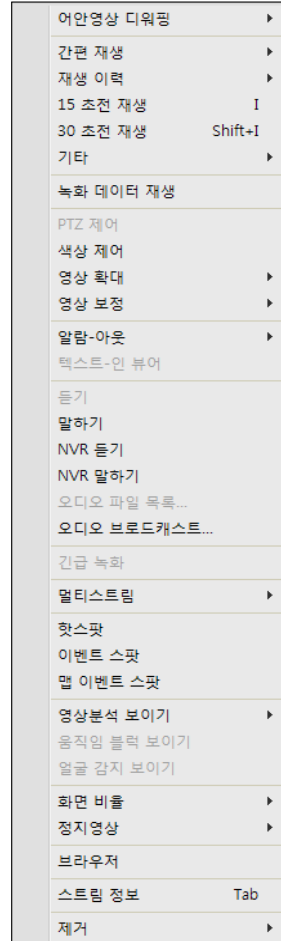 어안영상 디워핑
간편 재생
재생 이력
15 초전 재생 I
30 초전 재생 Shift+I
기타
녹화 데이터 재생
PTZ 제어
색상 제어
영상 확대
영상 보정
알람-아웃
텍스트-인 뷰어
듣기
말하기
NVR 듣기
NVR 말하기
오디오 파일 목록...
오디오 브로드캐스트...
긴급 녹화
멀티스트림
핫스팟
이벤트 스팟
맵 이벤트 스팟
영상분석 보이기
움직임 블럭 보이기
얼굴 감지 보이기
화면 비율
정지영상
브라우저
스트림 정보 Tab
제거